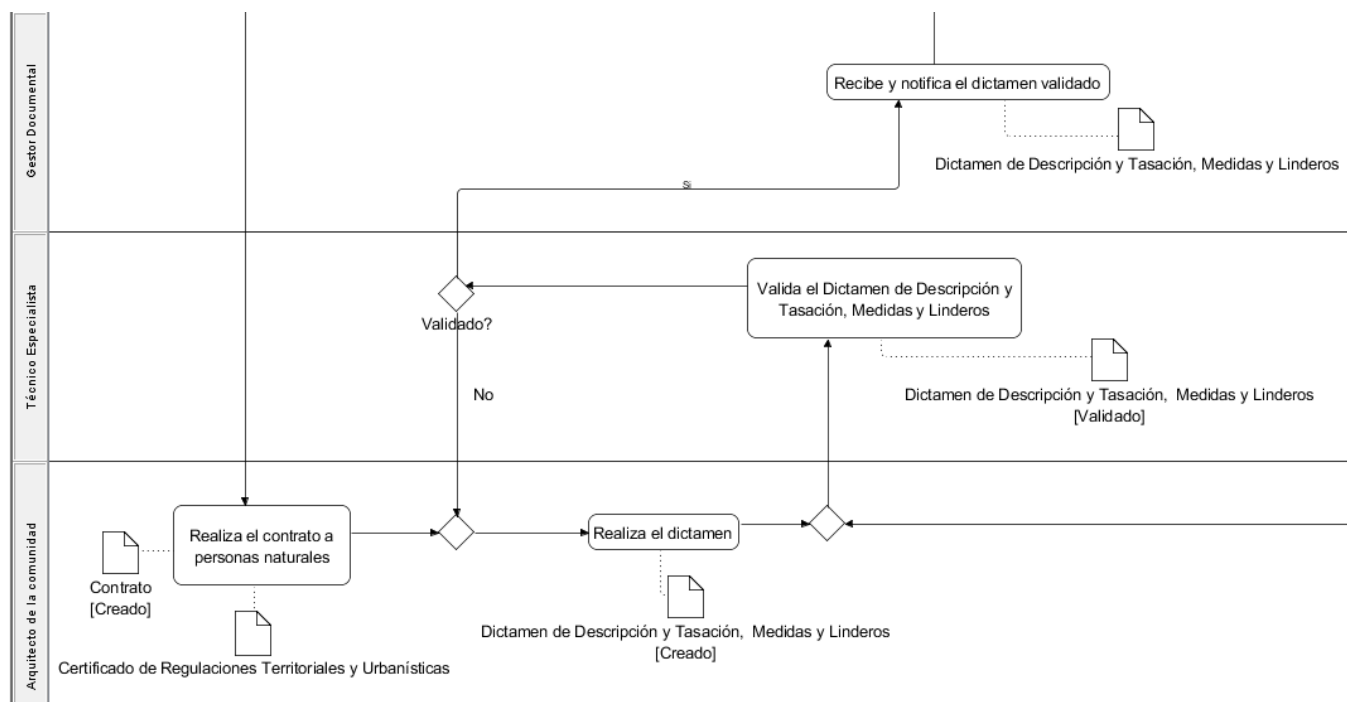 Gestor Documental
Recibe y notifica el dictamen validado
Dictamen de Descripción y Tasación, Medidas y Linderos
Si
Técnico Especialista
Valida el Dictamen de Descripción y
Tasación, Medidas y Linderos
Validado?
No
Dictamen de Descripción y Tasación, Medidas y Linderos
[Validado]
Arquitecto de la comunidad
Realiza el contrato a
personas naturales
Realiza el dictamen
Contrato
[Creado]
Dictamen de Descripción y Tasación, Medidas y Linderos
[Creado]
Certificado de Regulaciones Territoriales y Urbanísticas